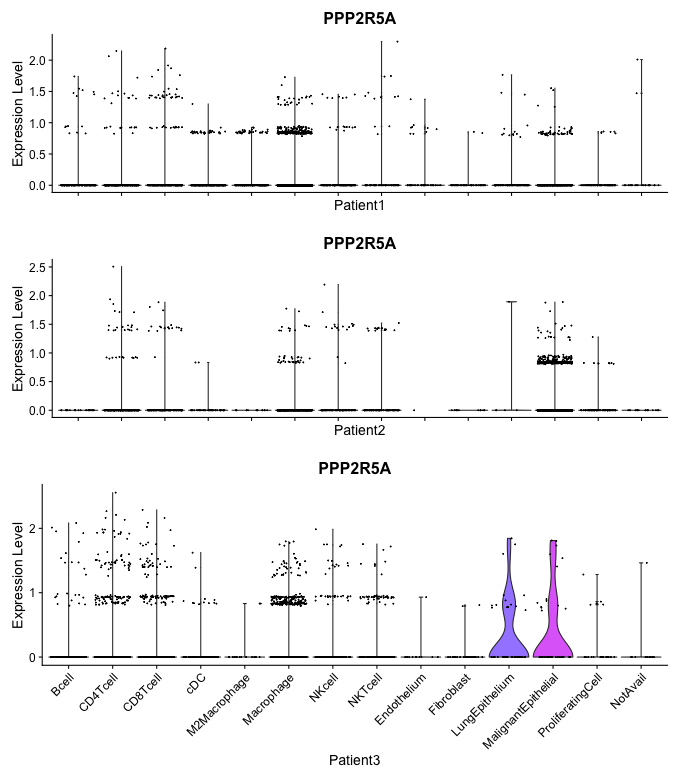 PPP2R5A
Expression Level
2.0
1.5
1.0
0.5
0.0
Patient1
PPP2R5A
Expression Level
2.5
2.0
1.5
1.0
0.5
0.0
Patient2
PPP2R5A
Expression Level
2
1
0
Bcell
CD4Tcell
CD8Tcell
cDC
M2Macrophage
Macrophage
NKcell
NKTcell
Endothelium
Fibroblast
LungEpithelium
MalignantEpithelial
ProliferatingCell
NotAvail
Patient3